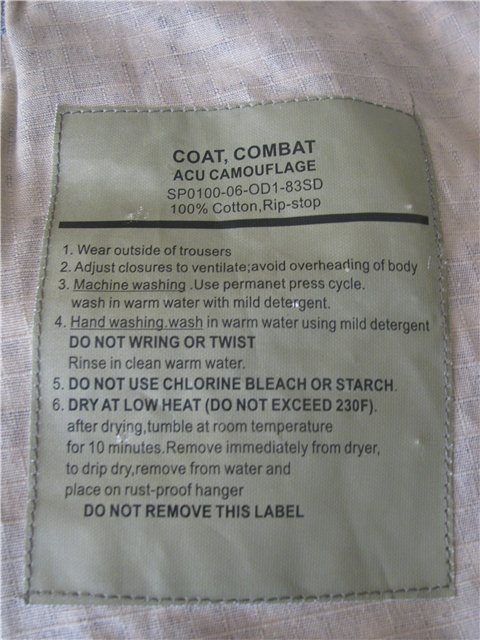 COAT, COMBAT
ACU CAMOUFLAGE
SP0100-06-OD1-83SD
100% Cotton,Rip-stop
1. Wear outside of trousers
2. Adjust closures to ventilate;avoid overheading of body
3. Machine washing .Use permanet press cycle.
wash in warm water with mild detergent.
4. Hand washing.wash in warm water using mild detergent
DO NOT WRING OR TWIST
Rinse in clean warm water.
5. DO NOT USE CHLORINE BLEACH OR STARCH.
6. DRY AT LOW HEAT (DO NOT EXCEED 230F).
after drying,tumble at room temperature
for 10 minutes.Remove immediately from dryer,
to drip dry,remove from water and
place on rust-proof hanger
DO NOT REMOVE THIS LABEL